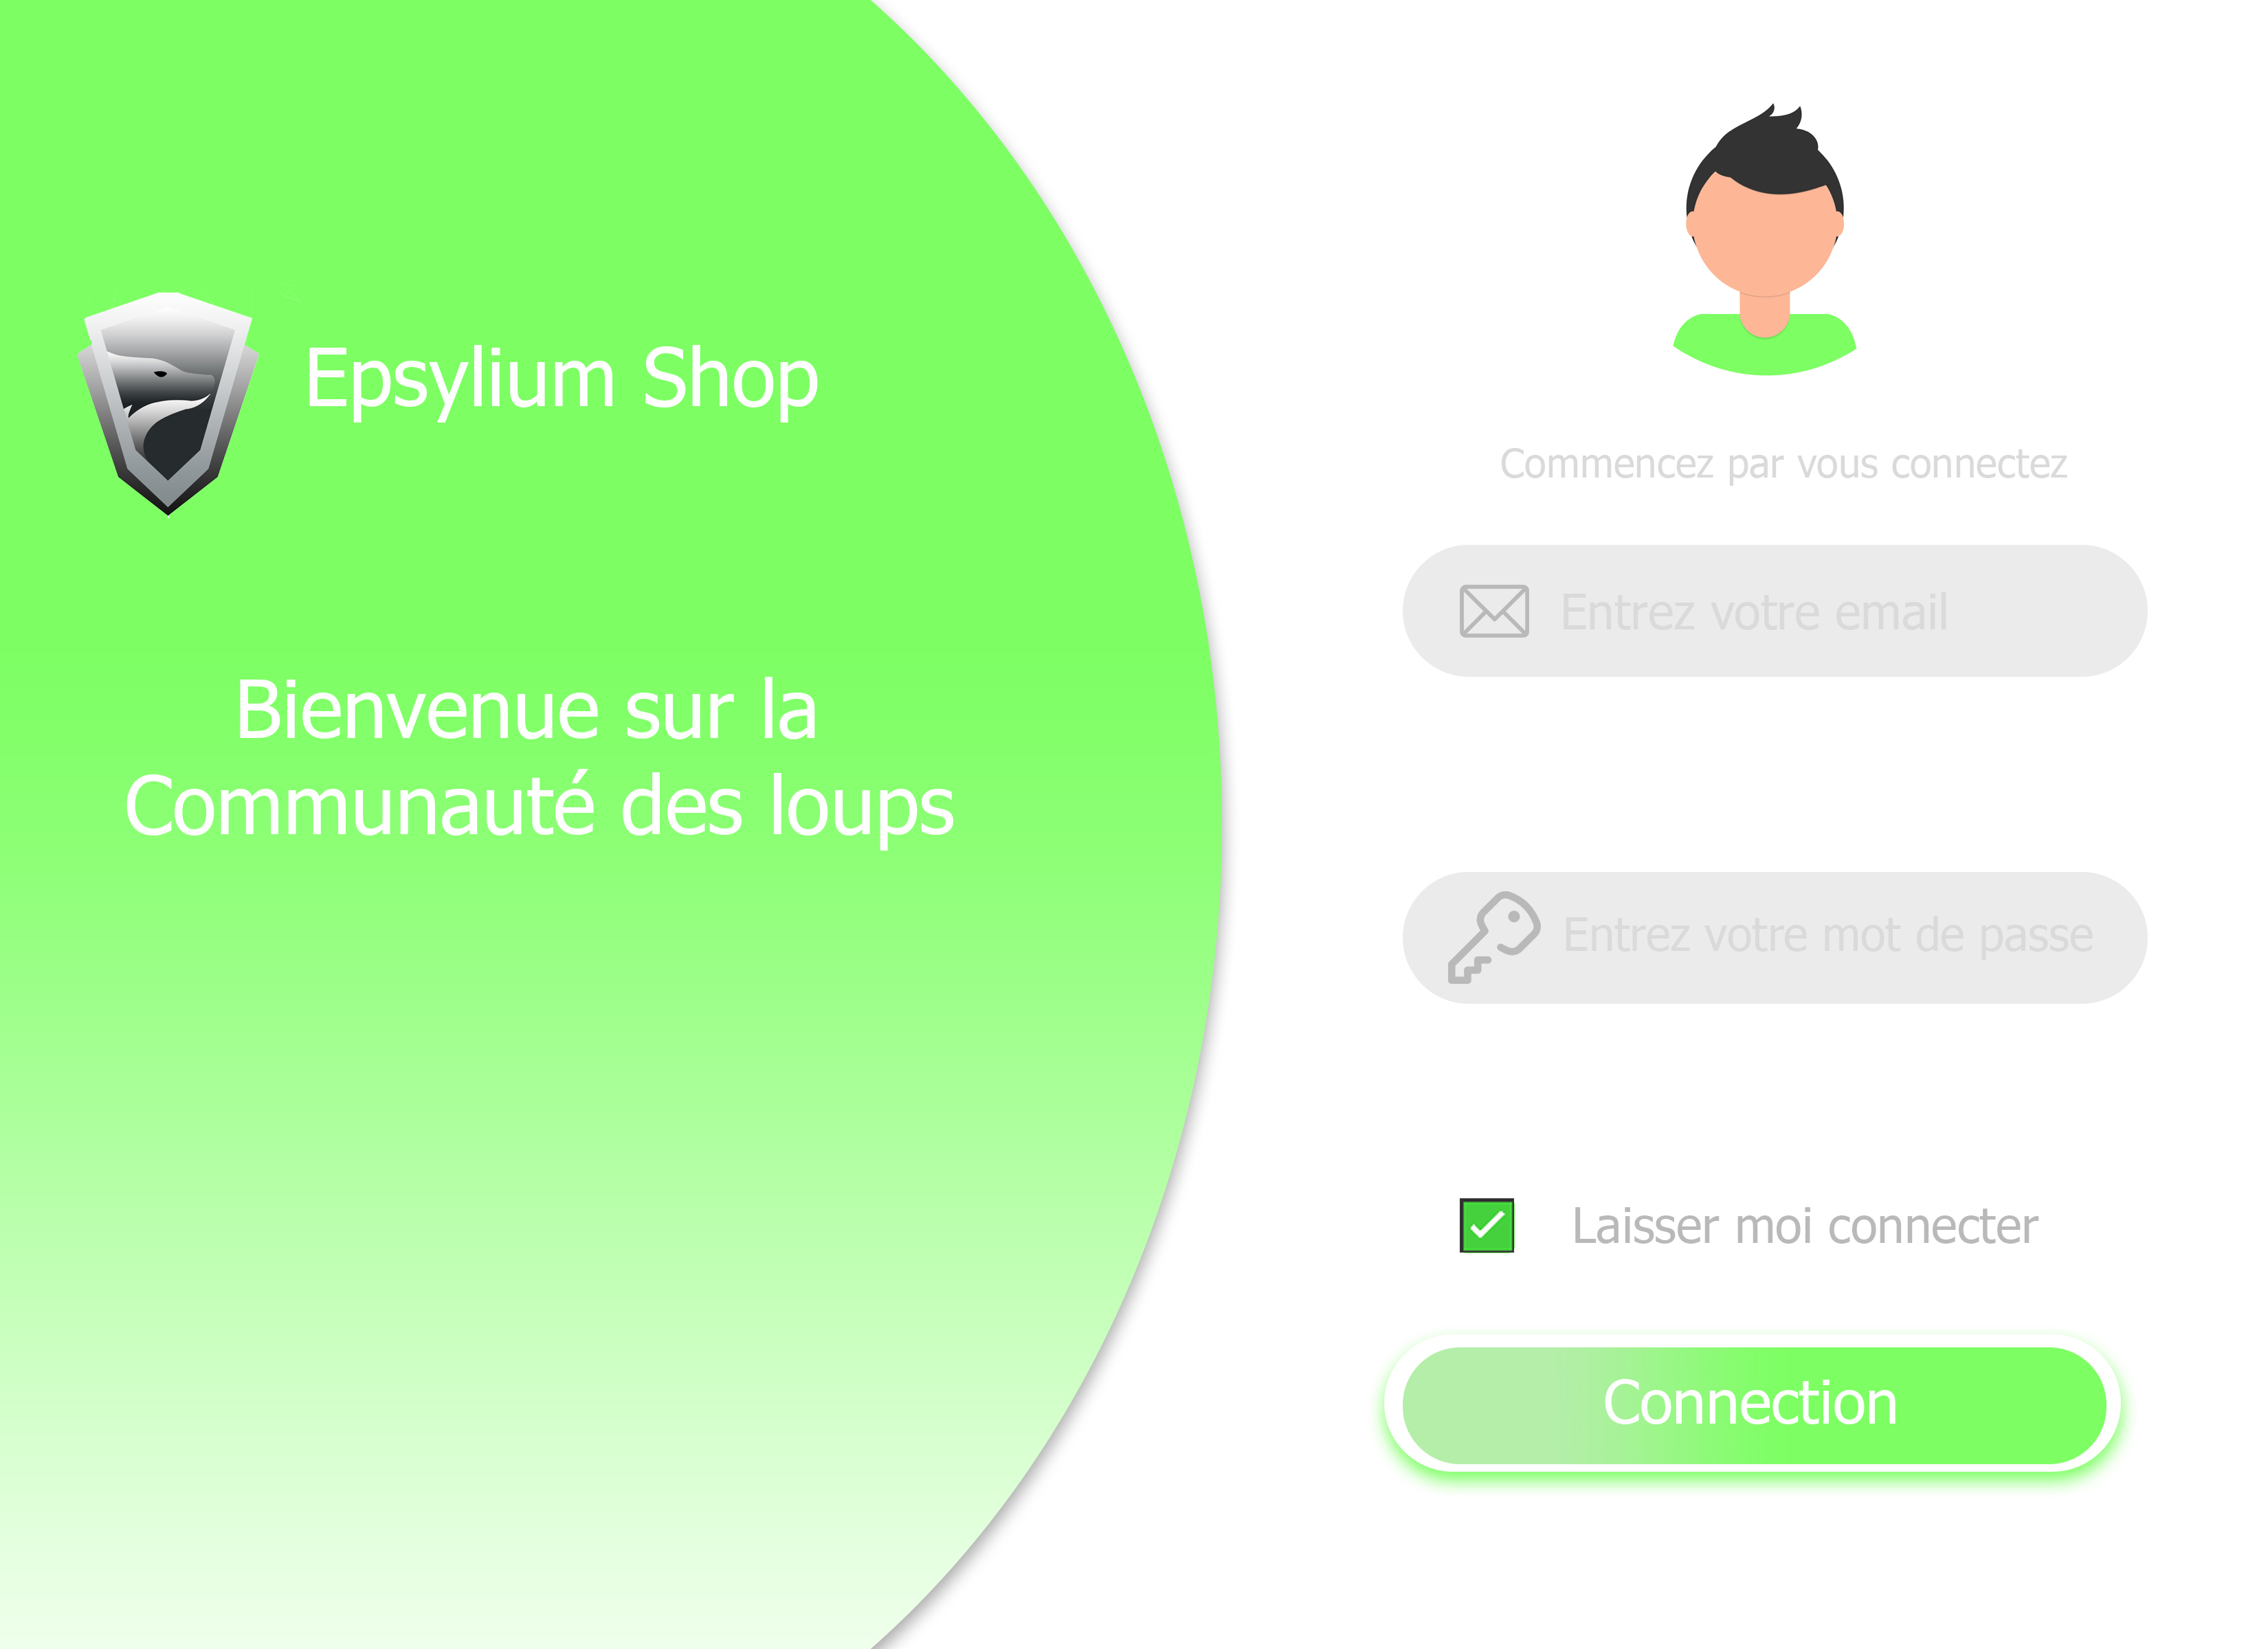 Epsylium Shop
Bienvenue sur la
Communauté des loups
Commencez par vous connectez
Entrez votre email
Entrez votre mot de passe
Laisser moi connecter
Connection